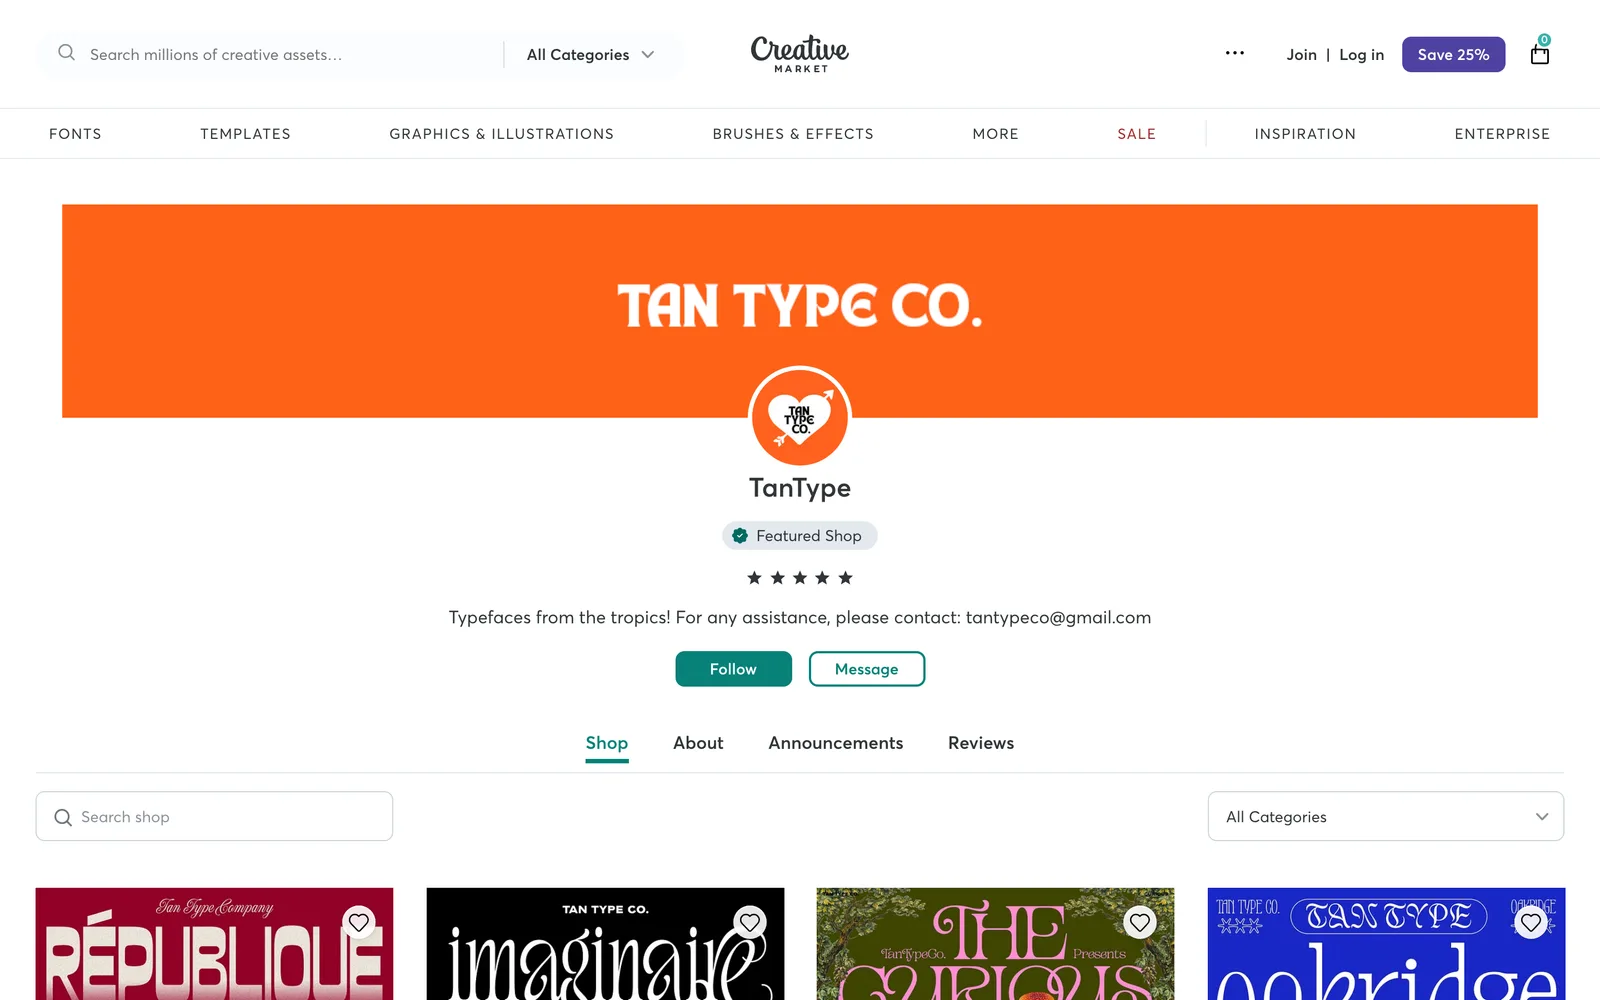 Search millions of creative assets...
All Categories
Creative
MARKET
Join | Log in
Save 25%
0
FONTS
TEMPLATES
GRAPHICS & ILLUSTRATIONS
BRUSHES & EFFECTS
MORE
SALE
INSPIRATION
ENTERPRISE
TAN TYPE CO.
TAN
TYPE
CO.
TanType
Featured Shop
Typefaces from the tropics! For any assistance, please contact: tantypeco@gmail.com
Follow
Message
Shop
About
Announcements
Reviews
Search shop
All Categories
Tan Type Company
RÉPUBLIQUE
TAN TYPE CO.
imaginaire
THE
TanTypeCo.
Presents
CURIOUS
TAN TYPE CO.
TAN TYPE
OAKRIDGE
oakridge